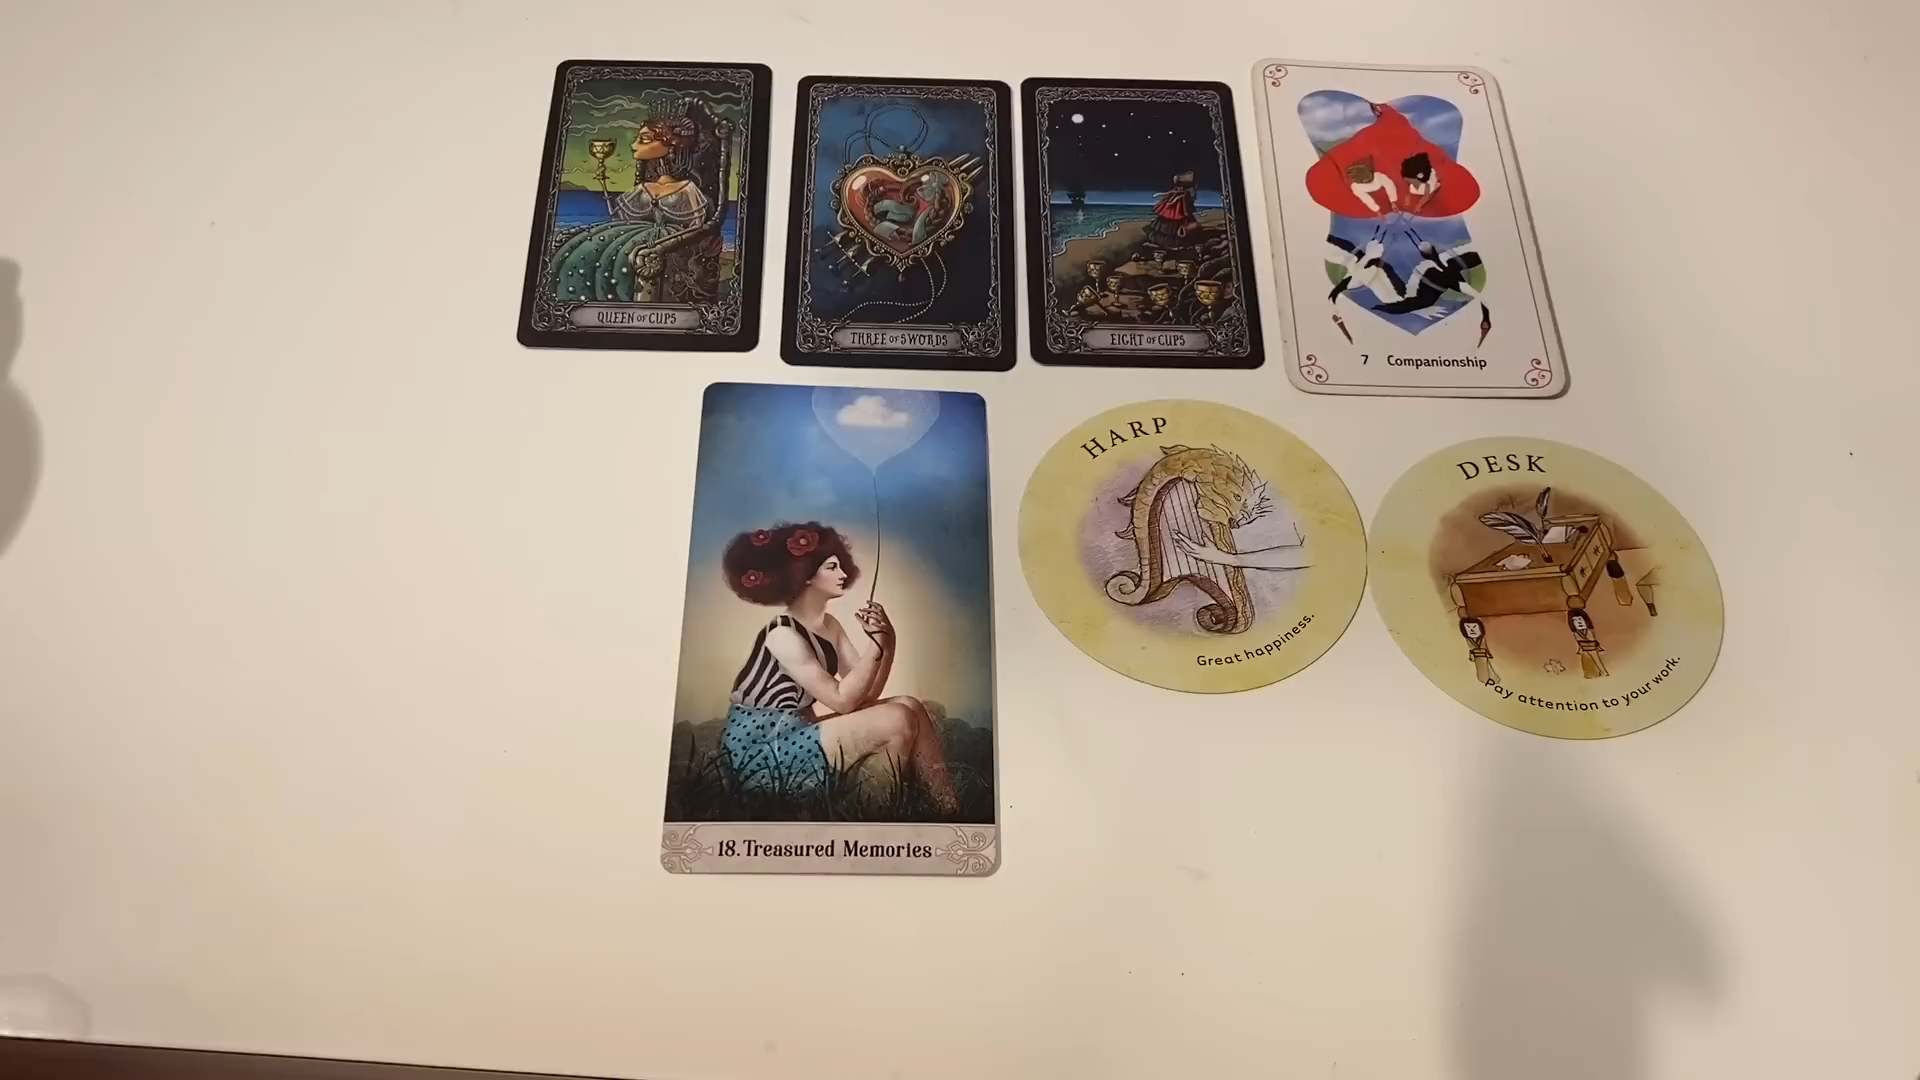 QUEEN OF CUPS
THREE OF SWORDS
EIGHT OF CUPS
7 Companionship
18. Treasured Memories
HARP
Great happiness.
DESK
Pay attention to your work.